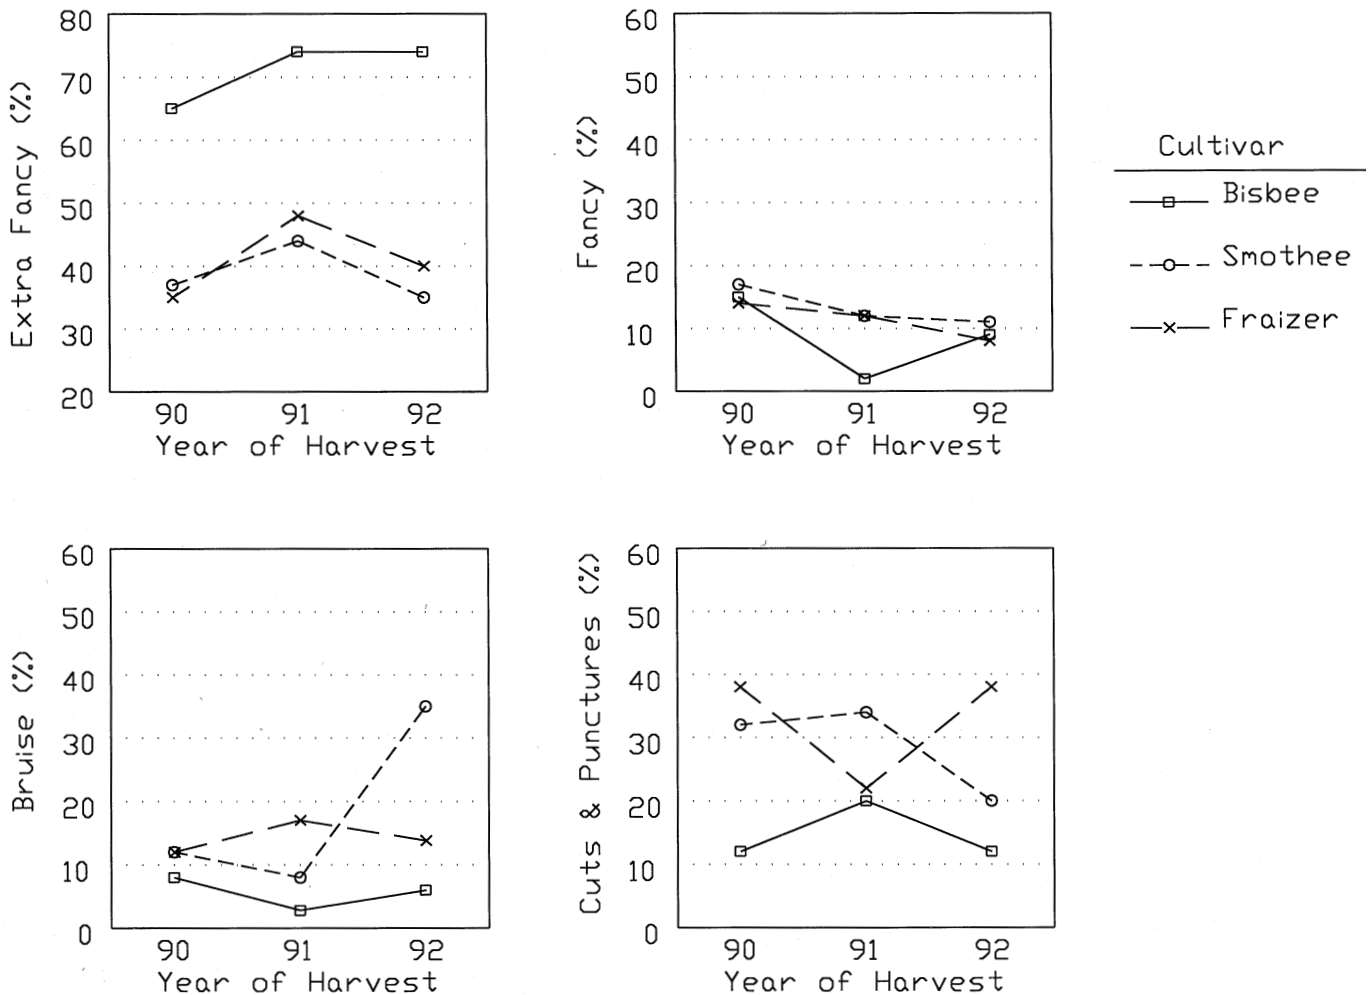 Extra Fancy (%)
80
70
60
50
40
30
20
90 91 92
Year of Harvest
Fancy (%)
60
50
40
30
20
10
0
90 91 92
Year of Harvest
Cultivar
Bisbee
Smothee
Fraizer
Bruise (%)
60
50
40
30
20
10
0
90 91 92
Year of Harvest
Cuts & Punctures (%)
60
50
40
30
20
10
0
90 91 92
Year of Harvest